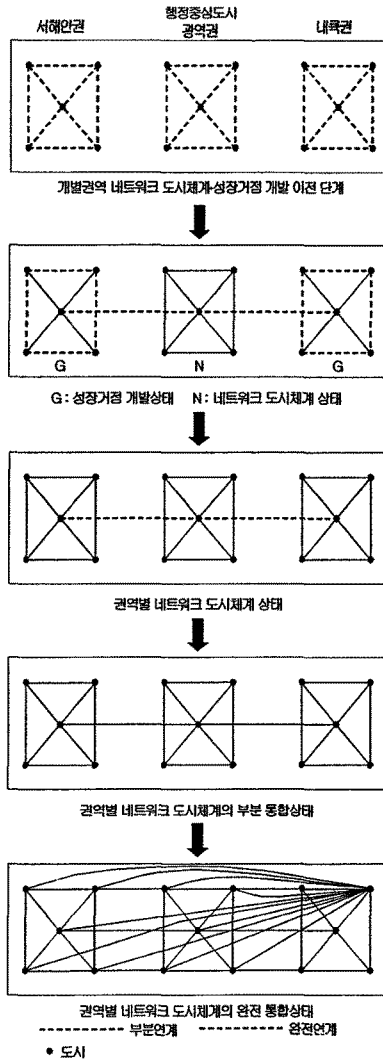 서해안권
행정중심도시
광역권
내륙권
개별권역 네트워크 도시체계·성장거점 개발 이전 단계
G N G
G : 성장거점 개발상태 N : 네트워크 도시체계 상태
권역별 네트워크 도시체계 상태
권역별 네트워크 도시체계의 부분 통합상태
권역별 네트워크 도시체계의 완전 통합상태
부분연계 완전연계
도시